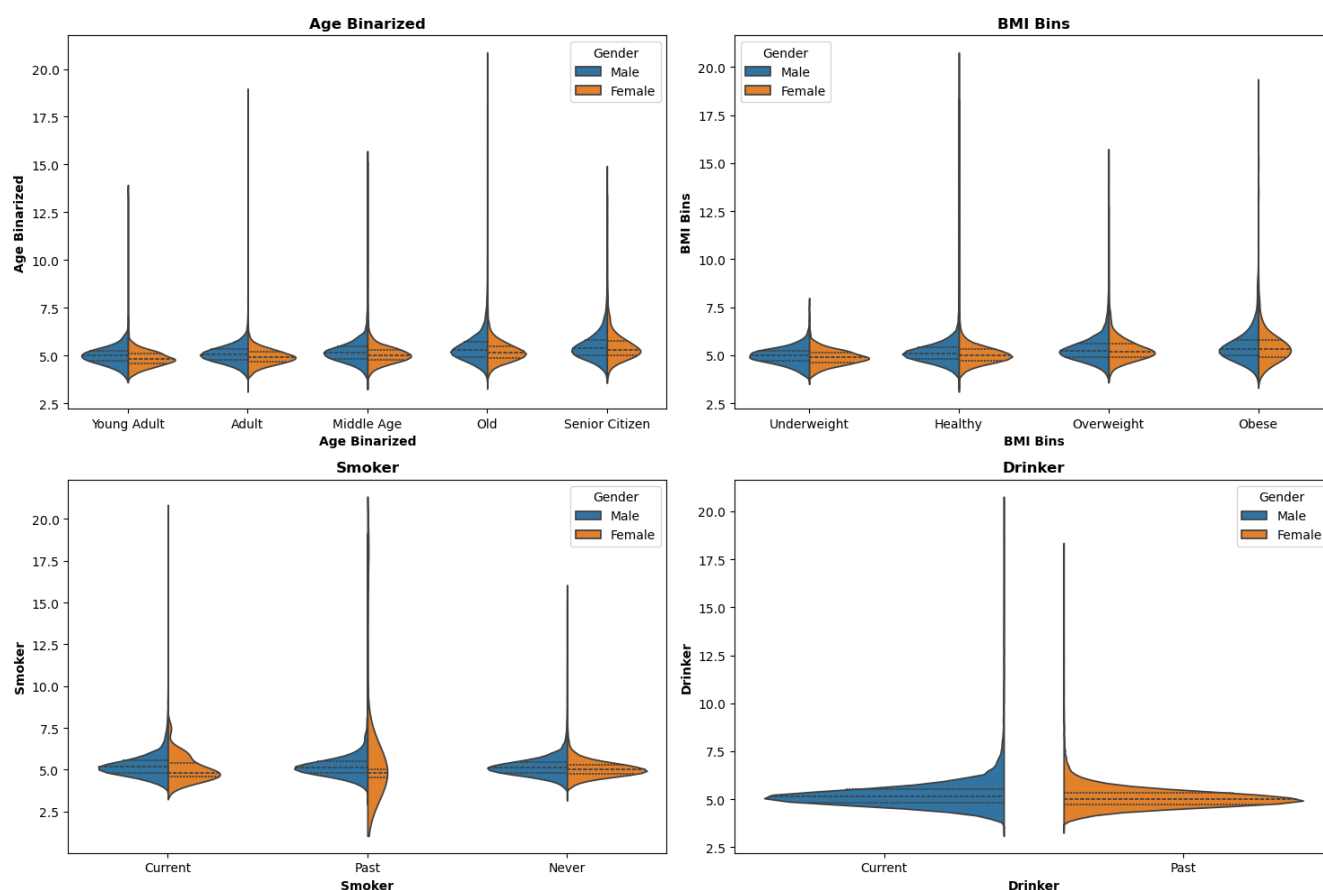 Age Binarized
Age Binarized
20.0
17.5
15.0
12.5
10.0
7.5
5.0
2.5
Gender
Male
Female
Young Adult Adult Middle Age Old Senior Citizen
Age Binarized
BMI Bins
BMI Bins
20.0
17.5
15.0
12.5
10.0
7.5
5.0
2.5
Gender
Male
Female
Underweight Healthy Overweight Obese
BMI Bins
Smoker
Smoker
20.0
17.5
15.0
12.5
10.0
7.5
5.0
2.5
Gender
Male
Female
Current Past Never
Smoker
Drinker
Drinker
20.0
17.5
15.0
12.5
10.0
7.5
5.0
2.5
Gender
Male
Female
Current Past
Drinker